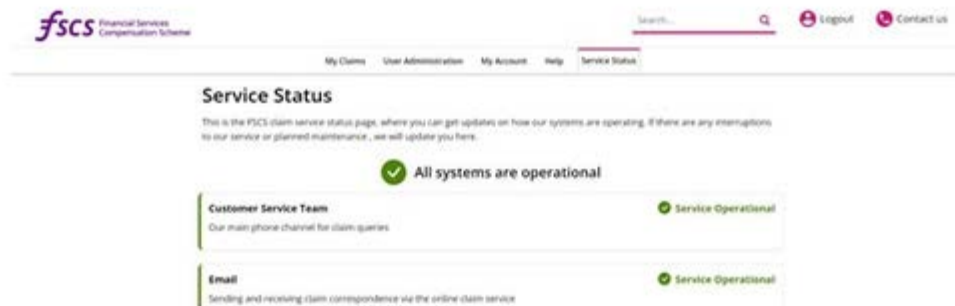 fscs Financial Services
Compensation Scheme
Search...
Logout
Contact us
My Claims User Administration My Account Help Service Status
Service Status
This is the FSCS claim service status page, where you can get updates on how our systems are operating. If there are any interruptions
to our service or planned maintenance , we will update you here.
All systems are operational
Customer Service Team
Service Operational
Our main phone channel for claim queries
Email
Service Operational
Sending and receiving claim correspondence via the online claim service